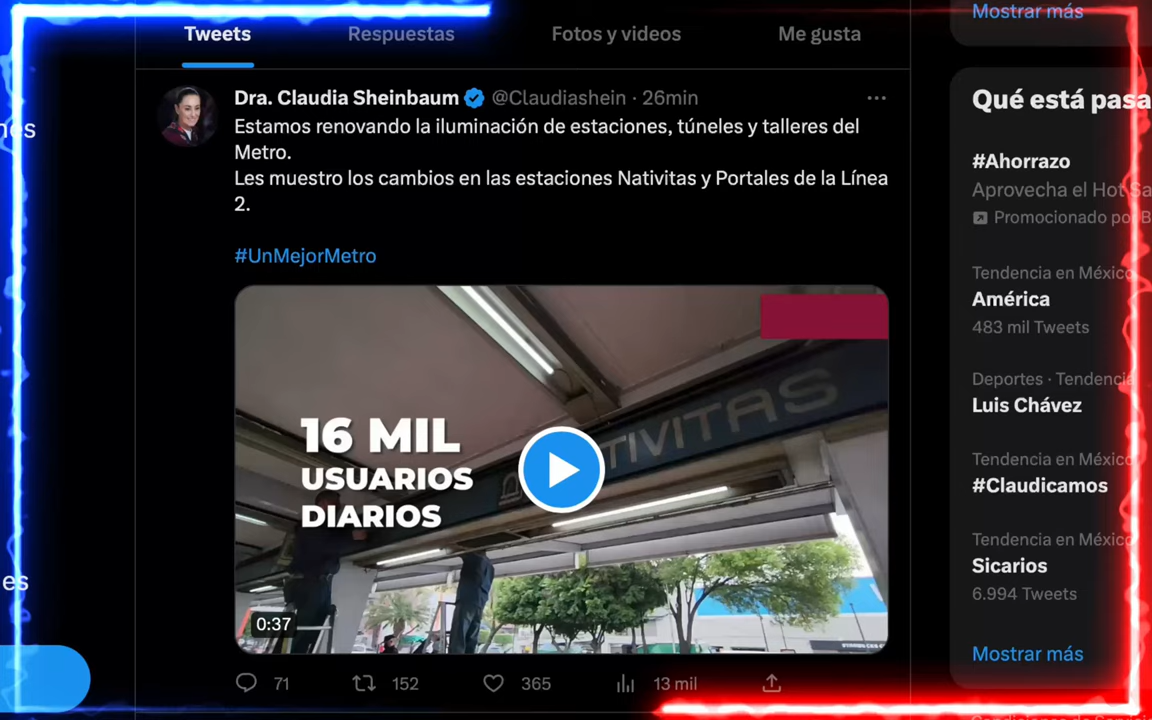 Mostrar más
Tweets
Respuestas
Fotos y videos
Me gusta
Dra. Claudia Sheinbaum @Claudiashein · 26min
Estamos renovando la iluminación de estaciones, túneles y talleres del
Metro.
Les muestro los cambios en las estaciones Nativitas y Portales de la Línea
2.
#UnMejorMetro
TIVITAS
16 MIL
USUARIOS
DIARIOS
0:37
71
152
365
13 mil
Qué está pasa
#Ahorrazo
Aprovecha el Hot Sa
Promocionado por B
Tendencia en México
América
483 mil Tweets
Deportes · Tendencia
Luis Chávez
Tendencia en México
#Claudicamos
Tendencia en México
Sicarios
6.994 Tweets
Mostrar más
es